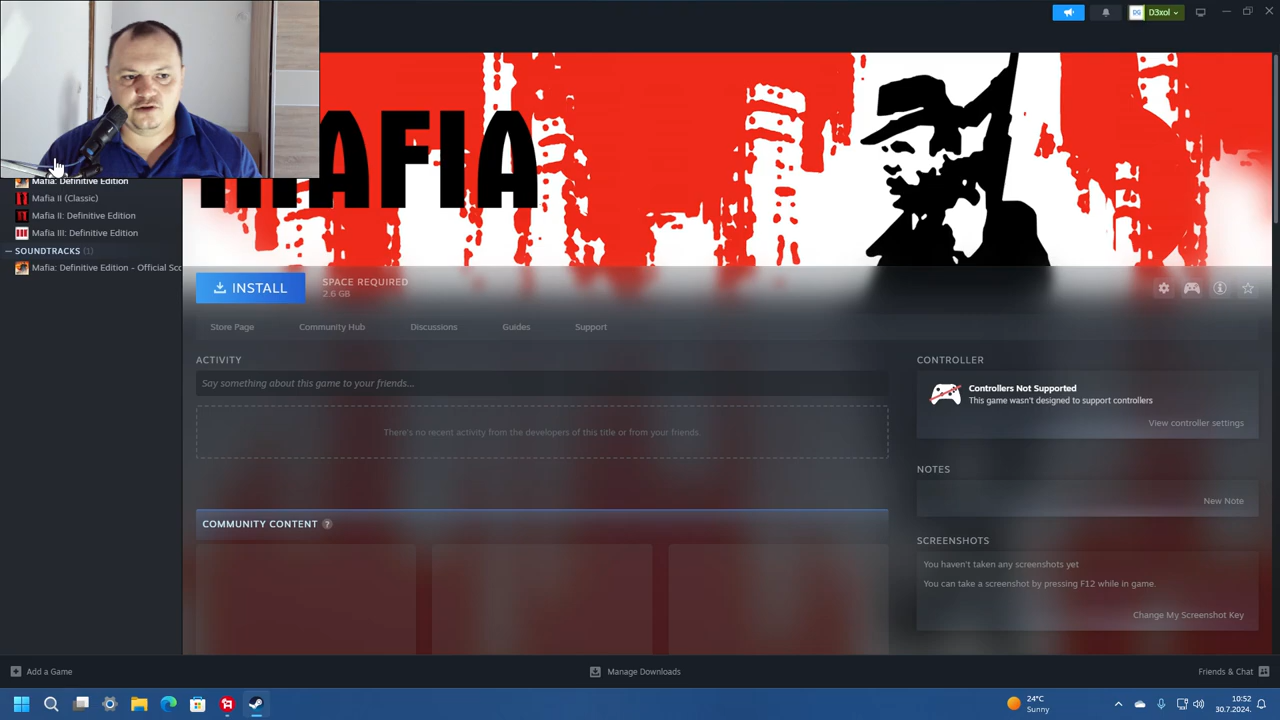 D3xol
MAFIA
Mafia: Definitive Edition
Mafia II (Classic)
Mafia II: Definitive Edition
Mafia III: Definitive Edition
SOUNDTRACKS (1)
Mafia: Definitive Edition - Official Sco
INSTALL
SPACE REQUIRED
2.6 GB
Store Page
Community Hub
Discussions
Guides
Support
ACTIVITY
Say something about this game to your friends...
There's no recent activity from the developers of this title or from your friends.
COMMUNITY CONTENT ?
CONTROLLER
Controllers Not Supported
This game wasn't designed to support controllers
View controller settings
NOTES
New Note
SCREENSHOTS
You haven't taken any screenshots yet
You can take a screenshot by pressing F12 while in game.
Change My Screenshot Key
Add a Game
Manage Downloads
Friends & Chat
24°C
Sunny
10:52
30.7.2024.